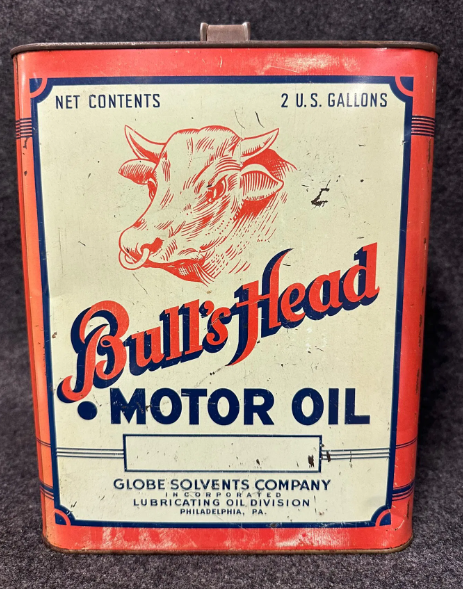 NET CONTENTS 2 U.S. GALLONS
Bull's Head
• MOTOR OIL
GLOBE SOLVENTS COMPANY
INCORPORATED
LUBRICATING OIL DIVISION
PHILADELPHIA, PA.